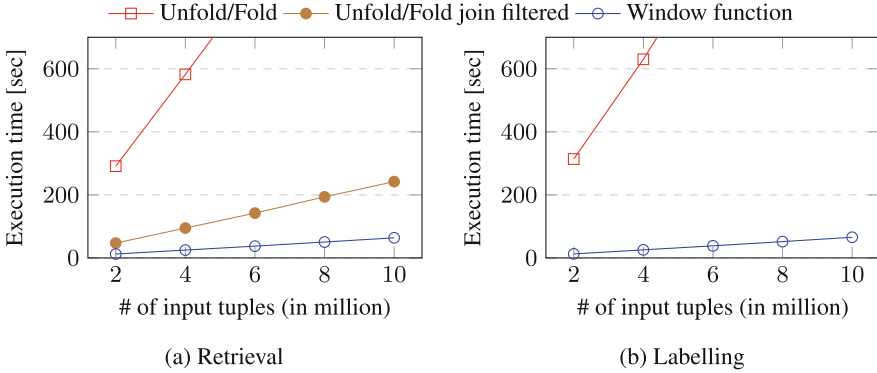 Unfold/Fold Unfold/Fold join filtered Window function
Execution time [sec]
600
400
200
0
2 4 6 8 10
# of input tuples (in million)
(a) Retrieval
Execution time [sec]
600
400
200
0
2 4 6 8 10
# of input tuples (in million)
(b) Labelling